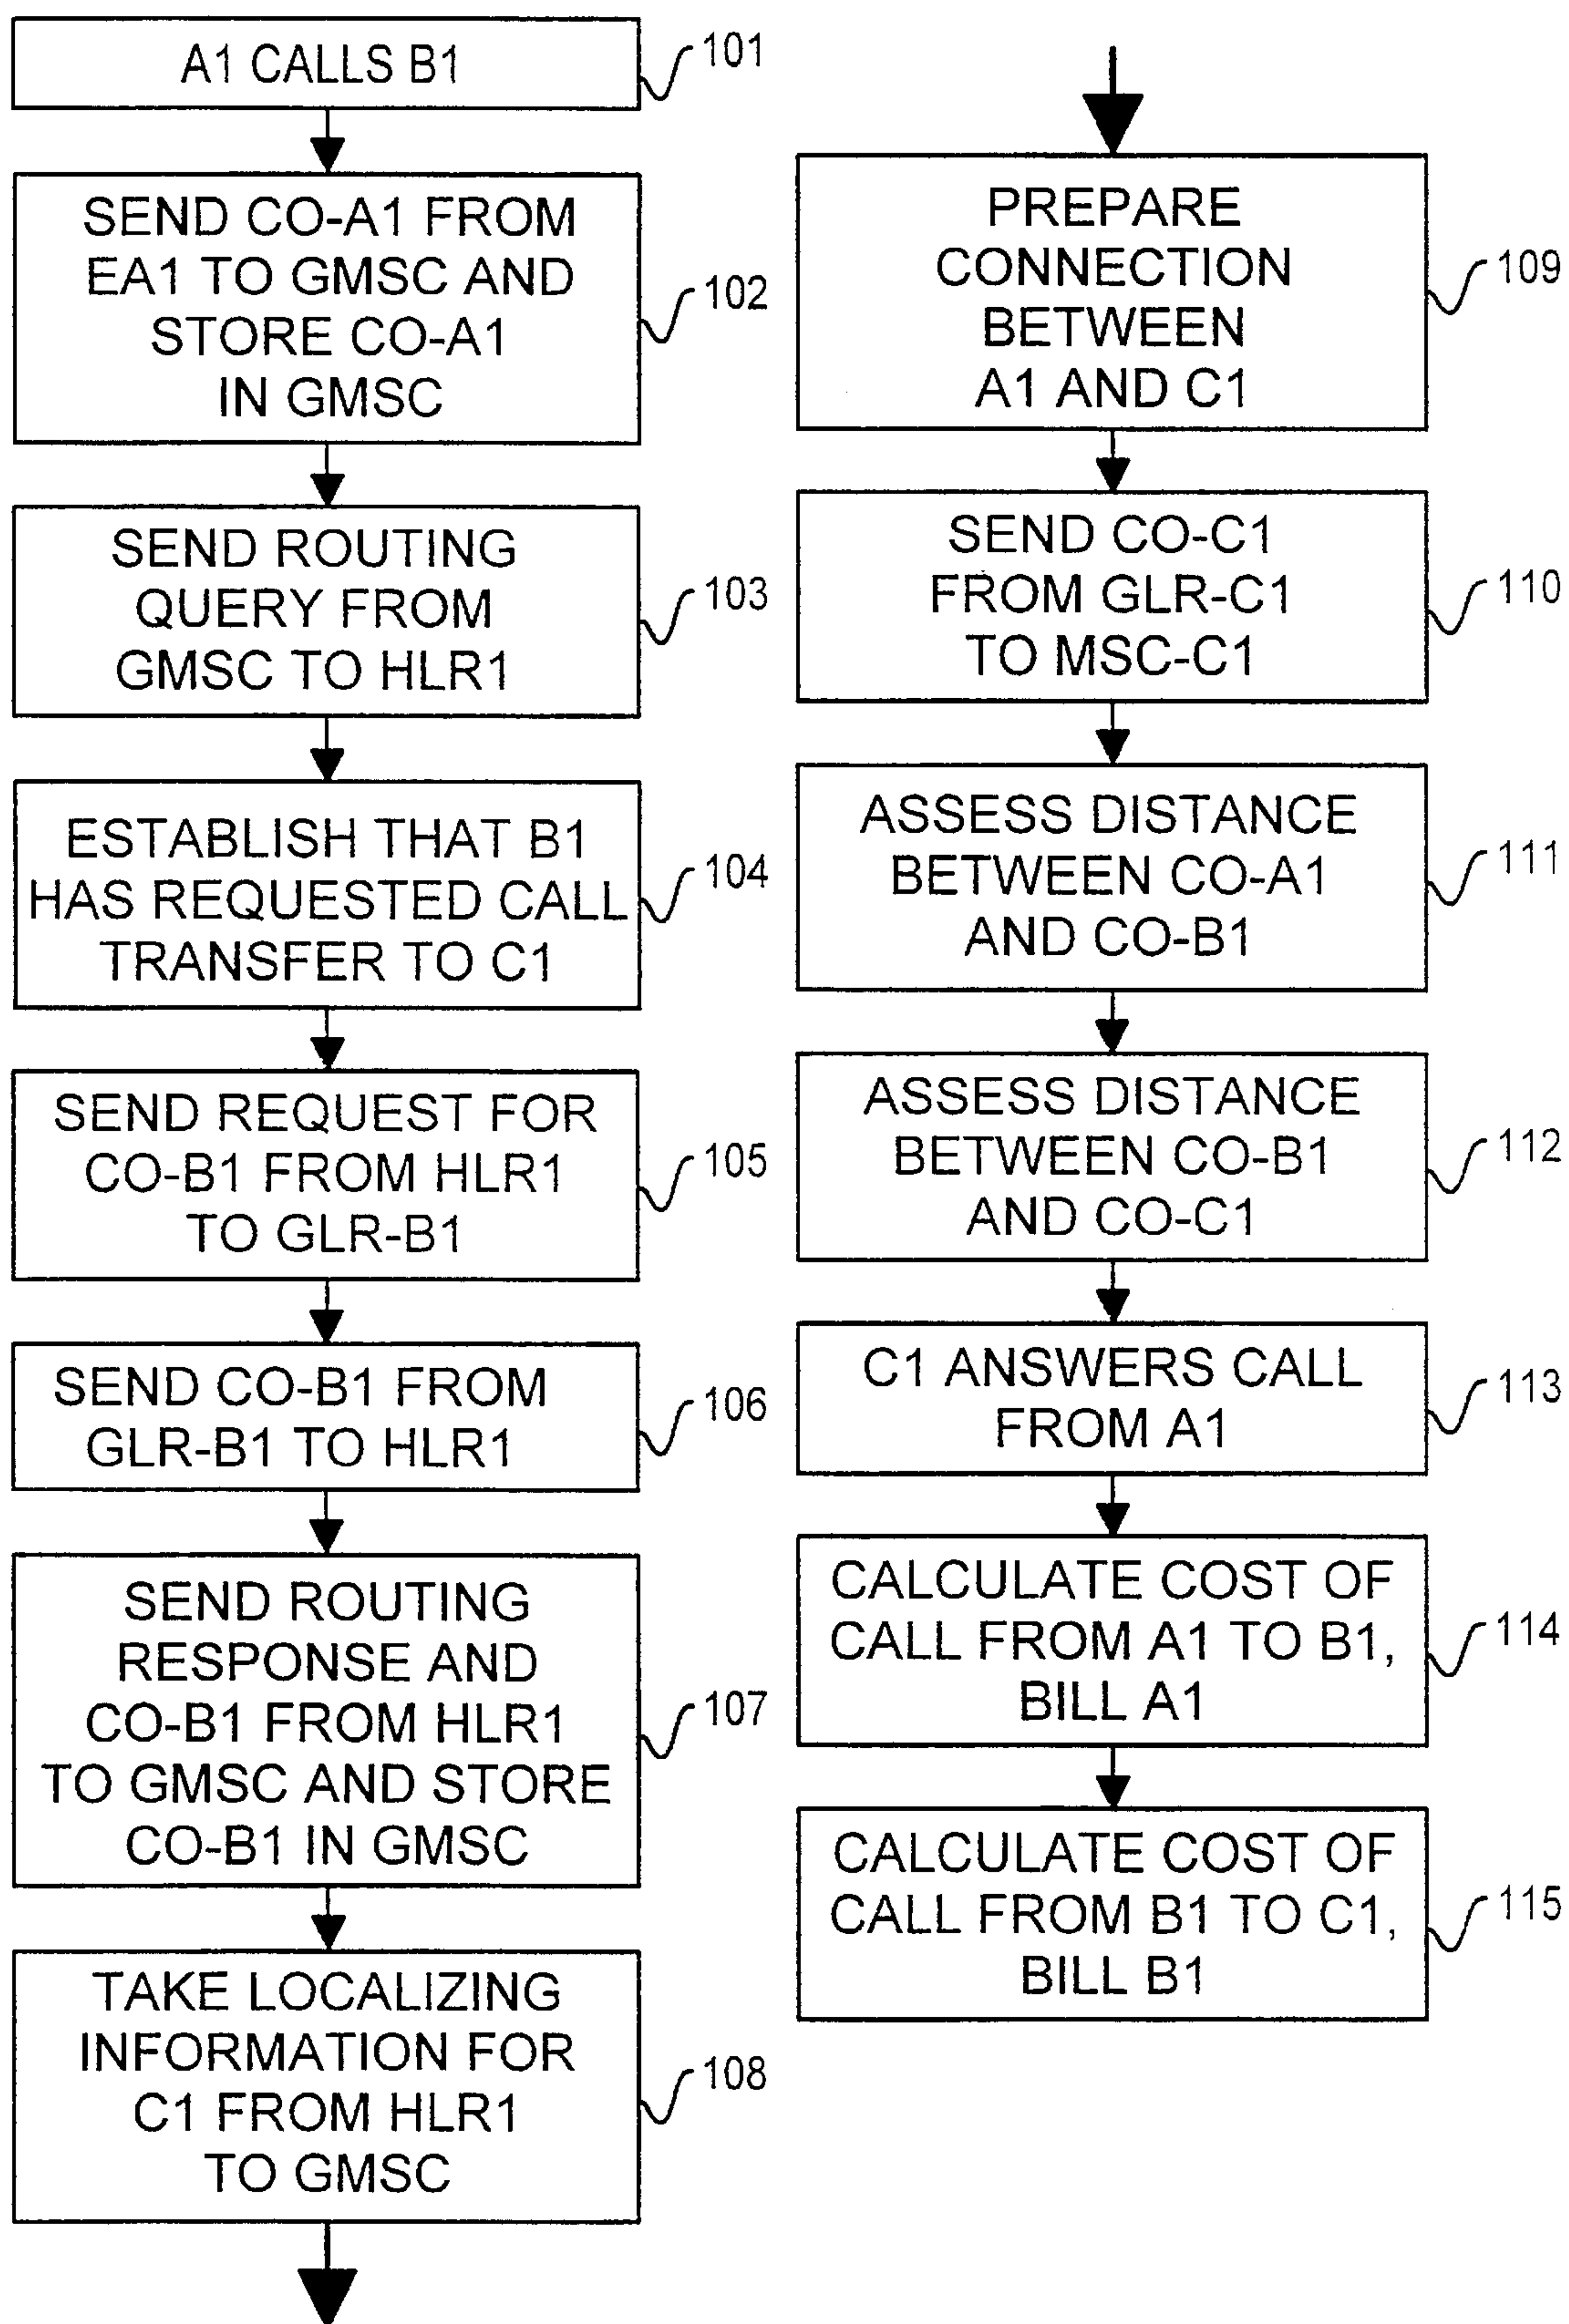 A1 CALLS B1
101
SEND CO-A1 FROM
EA1 TO GMSC AND
STORE CO-A1
IN GMSC
102
SEND ROUTING
QUERY FROM
GMSC TO HLR1
103
ESTABLISH THAT B1
HAS REQUESTED CALL
TRANSFER TO C1
104
SEND REQUEST FOR
CO-B1 FROM HLR1
TO GLR-B1
105
SEND CO-B1 FROM
GLR-B1 TO HLR1
106
SEND ROUTING
RESPONSE AND
CO-B1 FROM HLR1
TO GMSC AND STORE
CO-B1 IN GMSC
107
TAKE LOCALIZING
INFORMATION FOR
C1 FROM HLR1
TO GMSC
108
PREPARE
CONNECTION
BETWEEN
A1 AND C1
109
SEND CO-C1
FROM GLR-C1
TO MSC-C1
110
ASSESS DISTANCE
BETWEEN CO-A1
AND CO-B1
111
ASSESS DISTANCE
BETWEEN CO-B1
AND CO-C1
112
C1 ANSWERS CALL
FROM A1
113
CALCULATE COST OF
CALL FROM A1 TO B1,
BILL A1
114
CALCULATE COST OF
CALL FROM B1 TO C1,
BILL B1
115